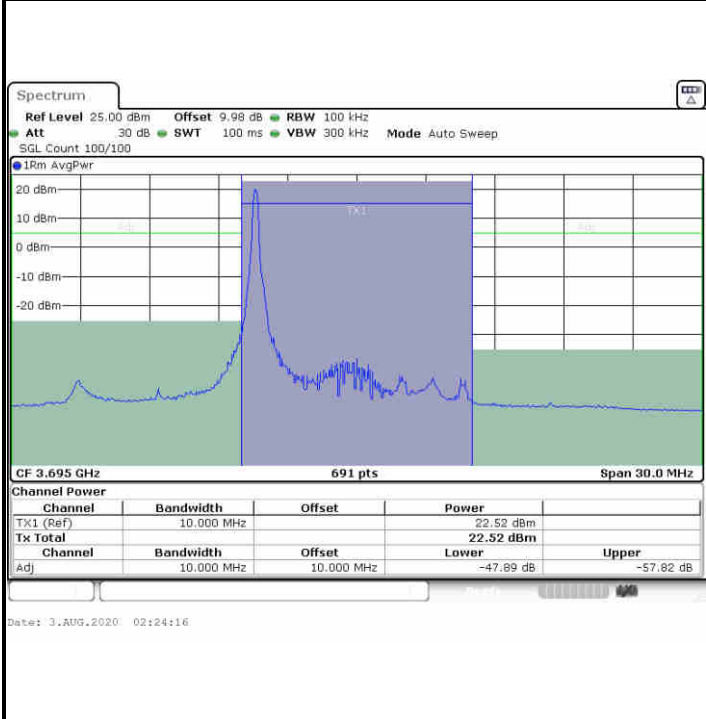 Spectrum
Ref Level 25.00 dBm Offset 9.98 dB RBW 100 kHz
Att 30 dB SWT 100 ms VBW 300 kHz Mode Auto Sweep
SGL Count 100/100
1Rm AvgPwr
20 dBm
TX1
10 dBm
Adj Adj
0 dBm
-10 dBm
-20 dBm
CF 3.695 GHz 691 pts Span 30.0 MHz
Channel Power
Channel Bandwidth Offset Power
TX1 (Ref) 10.000 MHz 22.52 dBm
Tx Total 22.52 dBm
Channel Bandwidth Offset Lower Upper
Adj 10.000 MHz 10.000 MHz -47.89 dB -57.82 dB
Date: 3.AUG.2020 02:24:16